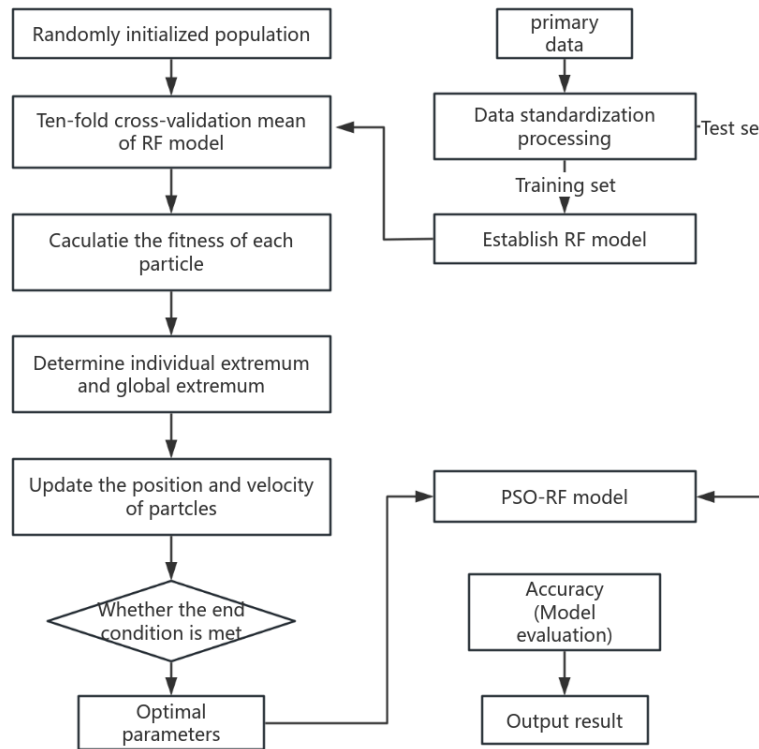 Randomly initialized population
Ten-fold cross-validation mean
of RF model
Caculatie the fitness of each
particle
Determine individual extremum
and global extremum
Update the position and velocity
of partcles
Whether the end
condition is met
Optimal
parameters
primary
data
Data standardization
processing
Test se
Training set
Establish RF model
PSO-RF model
Accuracy
(Model
evaluation)
Output result